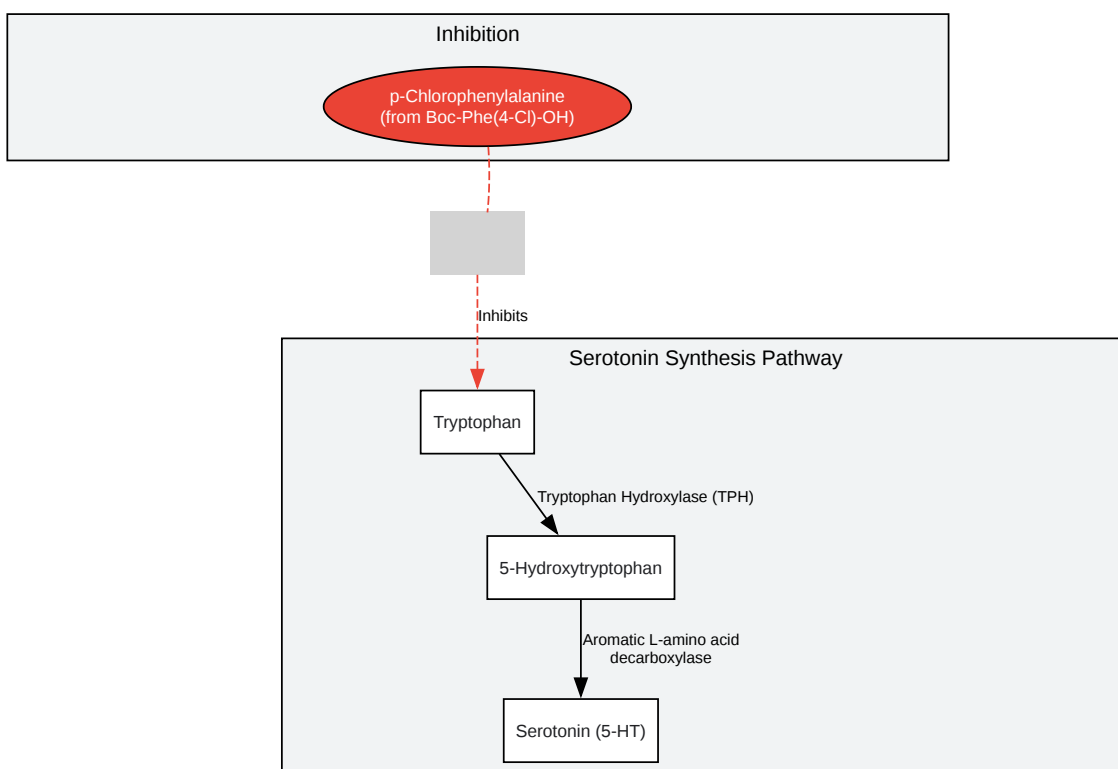 Inhibition
p-Chlorophenylalanine
(from Boc-Phe(4-Cl)-OH)
Inhibits
Serotonin Synthesis Pathway
Tryptophan
Tryptophan Hydroxylase (TPH)
5-Hydroxytryptophan
Aromatic L-amino acid
decarboxylase
Serotonin (5-HT)